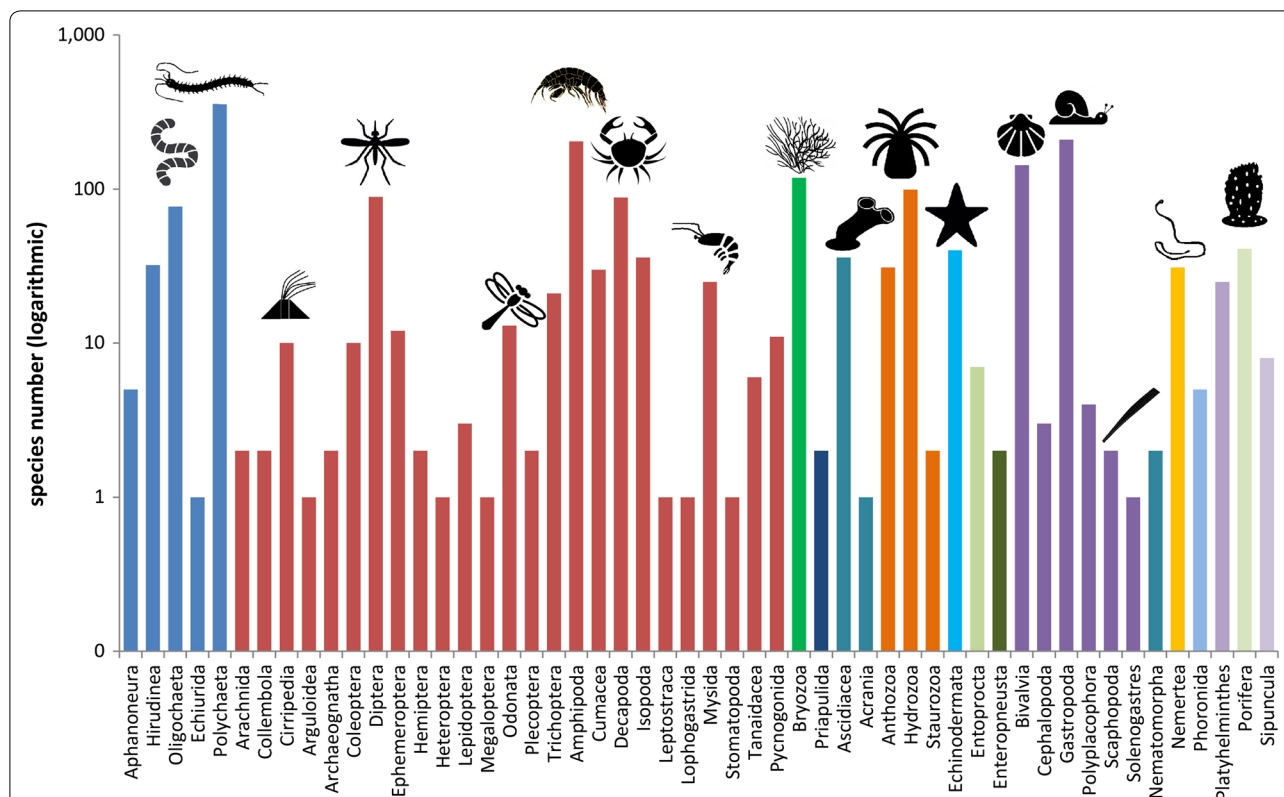 1,000
100
10
1
0
species number (logarithmic)
Aphanoneura
Hirudinea
Oligochaeta
Echiurida
Polychaeta
Arachnida
Collembola
Cirripedia
Arguloidea
Archaeognatha
Coleoptera
Diptera
Ephemeroptera
Hemiptera
Heteroptera
Lepidoptera
Megaloptera
Odonata
Plecoptera
Trichoptera
Amphipoda
Cumacea
Decapoda
Isopoda
Leptostraca
Lophogastrida
Mysida
Stomatopoda
Tanaidacea
Pycnogonida
Bryozoa
Priapulida
Ascidiacea
Acrania
Anthozoa
Hydrozoa
Staurozoa
Echinodermata
Entoprocta
Enteropneusta
Bivalvia
Cephalopoda
Gastropoda
Polyplacophora
Scaphopoda
Solenogastres
Nematomorpha
Nemertea
Phoronida
Platyhelminthes
Porifera
Sipuncula